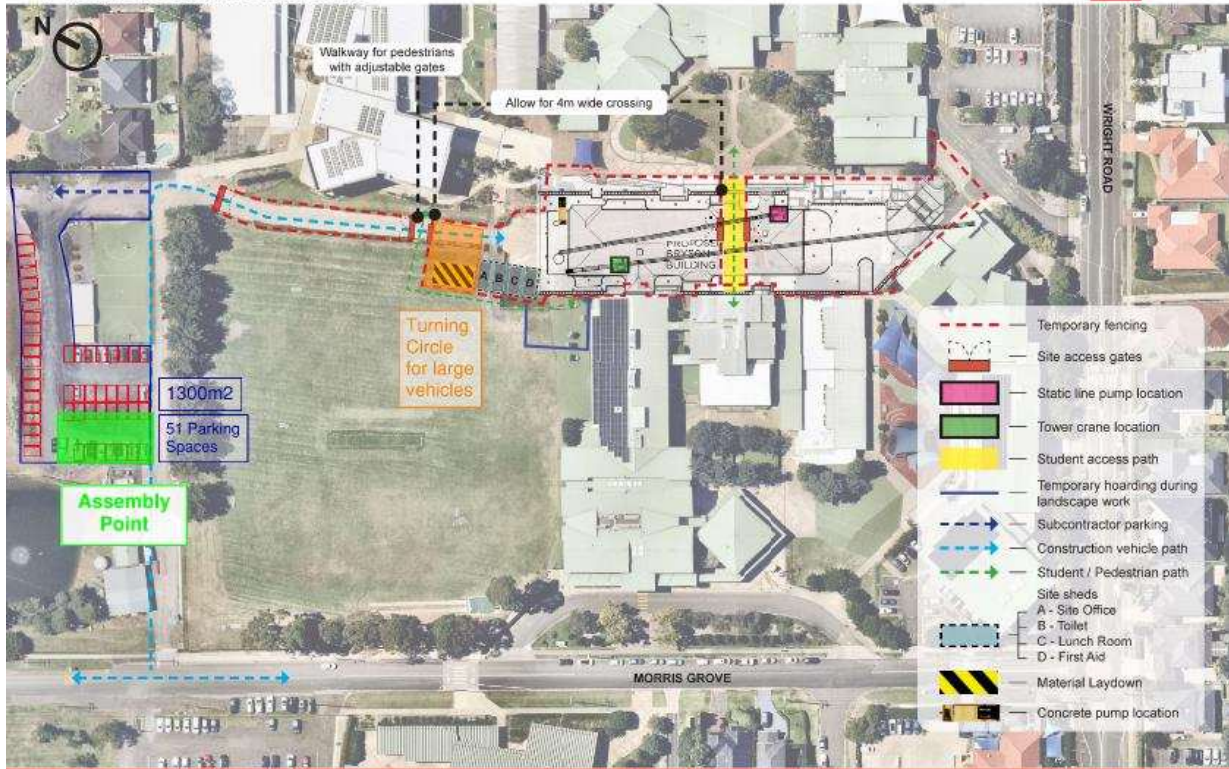 N
Walkway for pedestrians
with adjustable gates
Allow for 4m wide crossing
WRIGHT ROAD
PROPOSED
BRYSON
BUILDING
A B C D
Turning
Circle
for large
vehicles
1300m2
51 Parking
Spaces
Assembly
Point
MORRIS GROVE
Temporary fencing
Site access gates
Static line pump location
Tower crane location
Student access path
Temporary hoarding during
landscape work
Subcontractor parking
Construction vehicle path
Student / Pedestrian path
Site sheds
A - Site Office
B - Toilet
C - Lunch Room
D - First Aid
Material Laydown
Concrete pump location